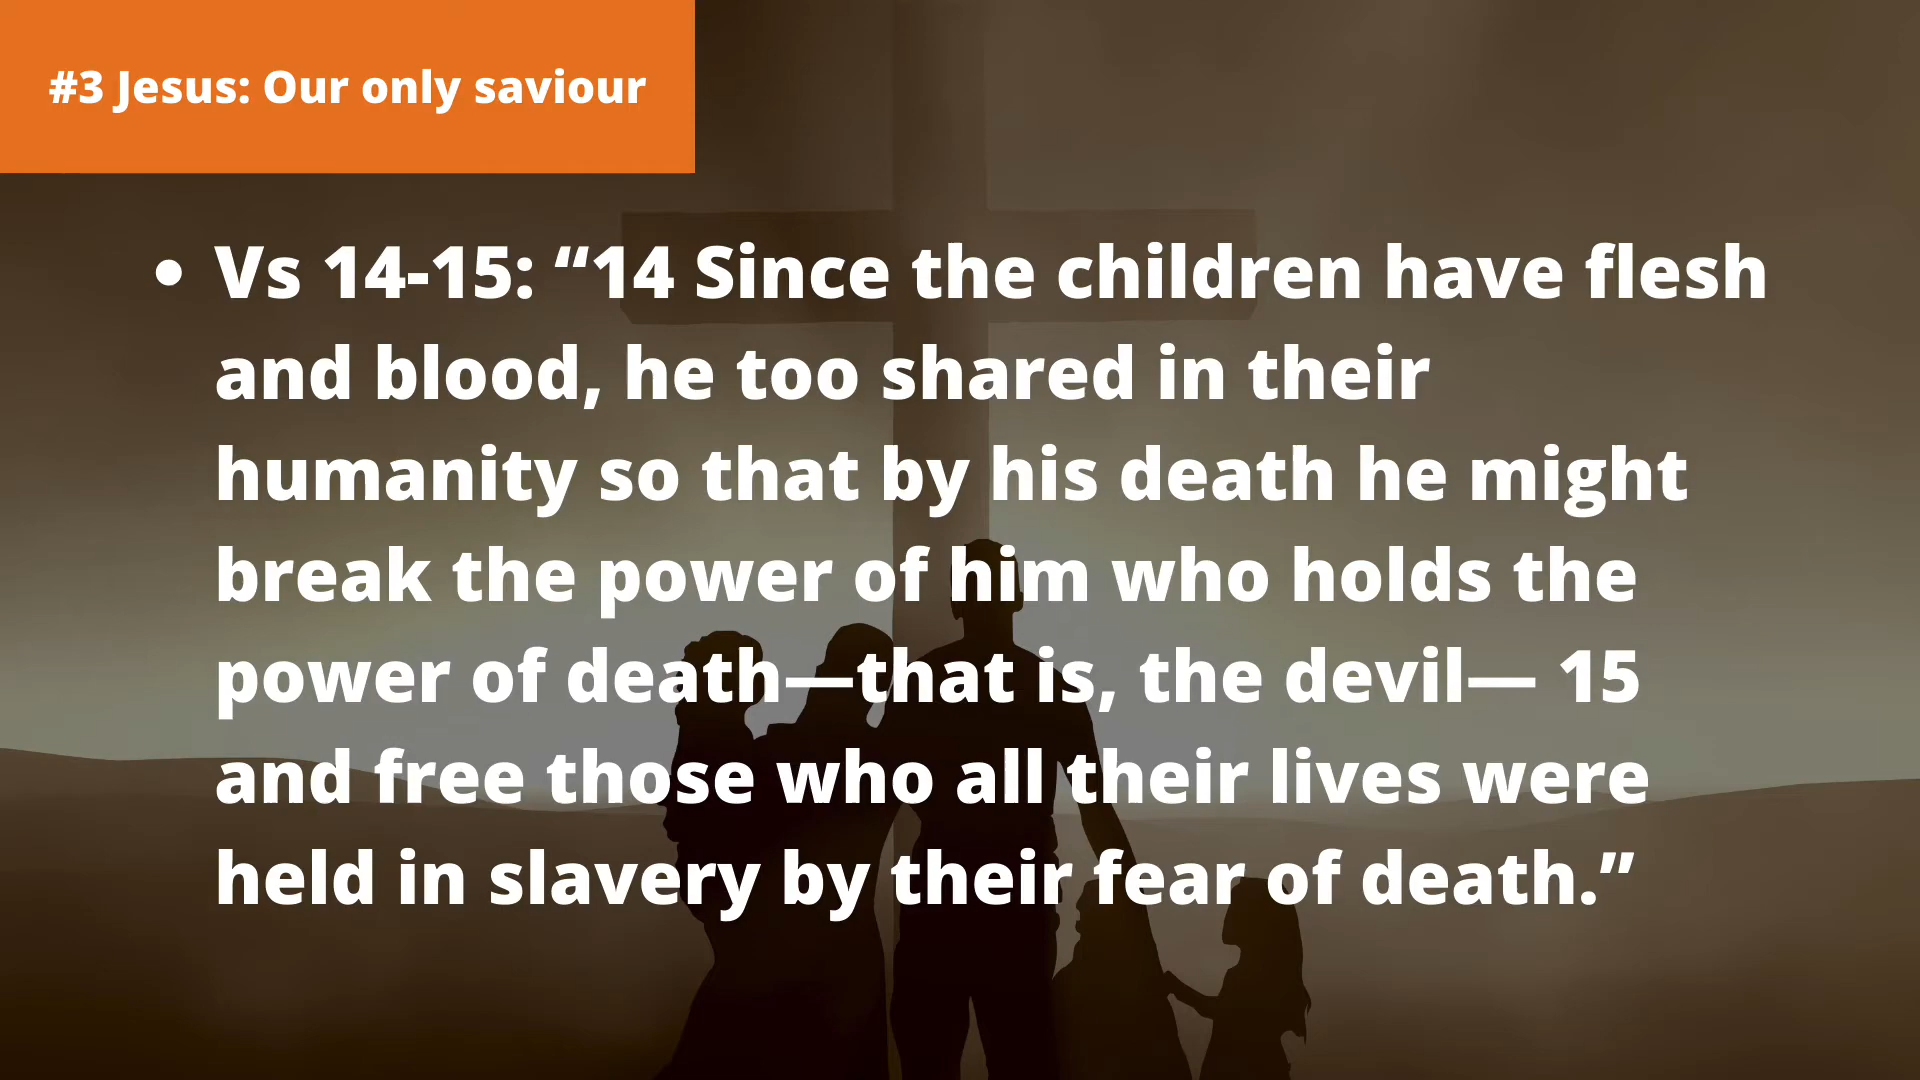 #3 Jesus: Our only saviour
• Vs 14-15: “14 Since the children have flesh
and blood, he too shared in their
humanity so that by his death he might
break the power of him who holds the
power of death—that is, the devil— 15
and free those who all their lives were
held in slavery by their fear of death.”